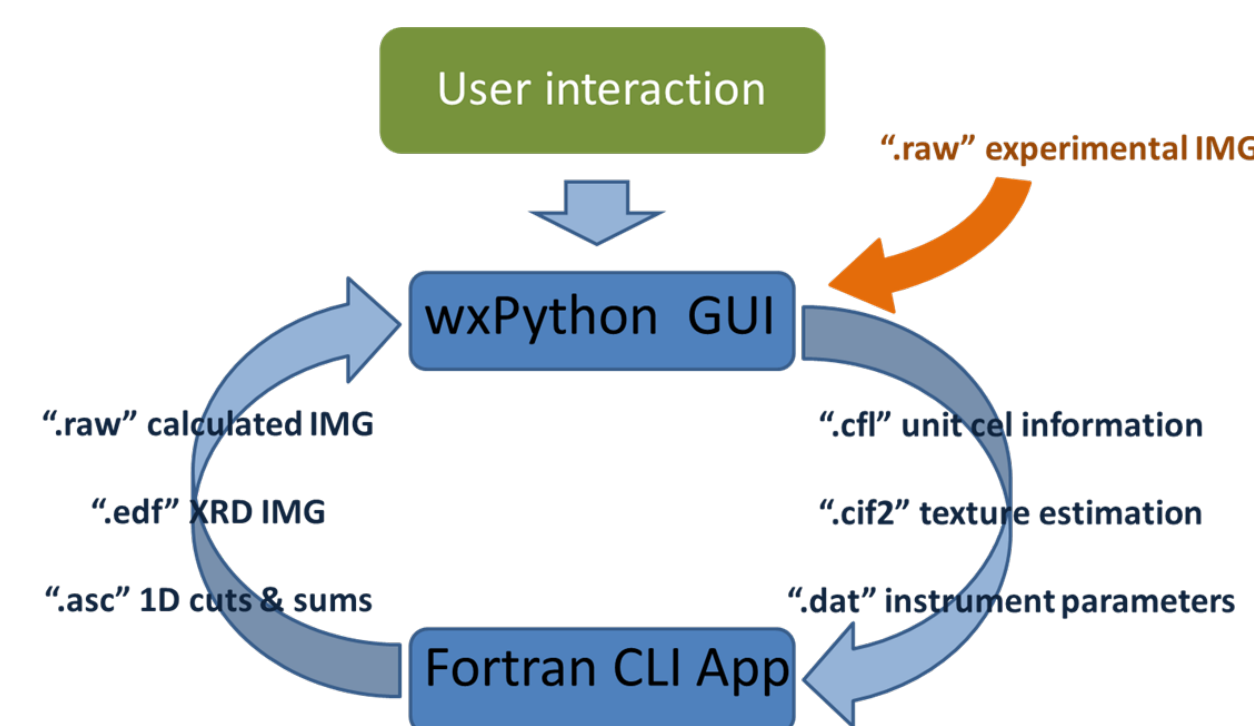 User interaction
“.raw” experimental IMG
wxPython GUI
“.raw” calculated IMG
“.cfl” unit cel information
“.edf” XRD IMG
“.cif2” texture estimation
“.asc” 1D cuts & sums
“.dat” instrument parameters
Fortran CLI App